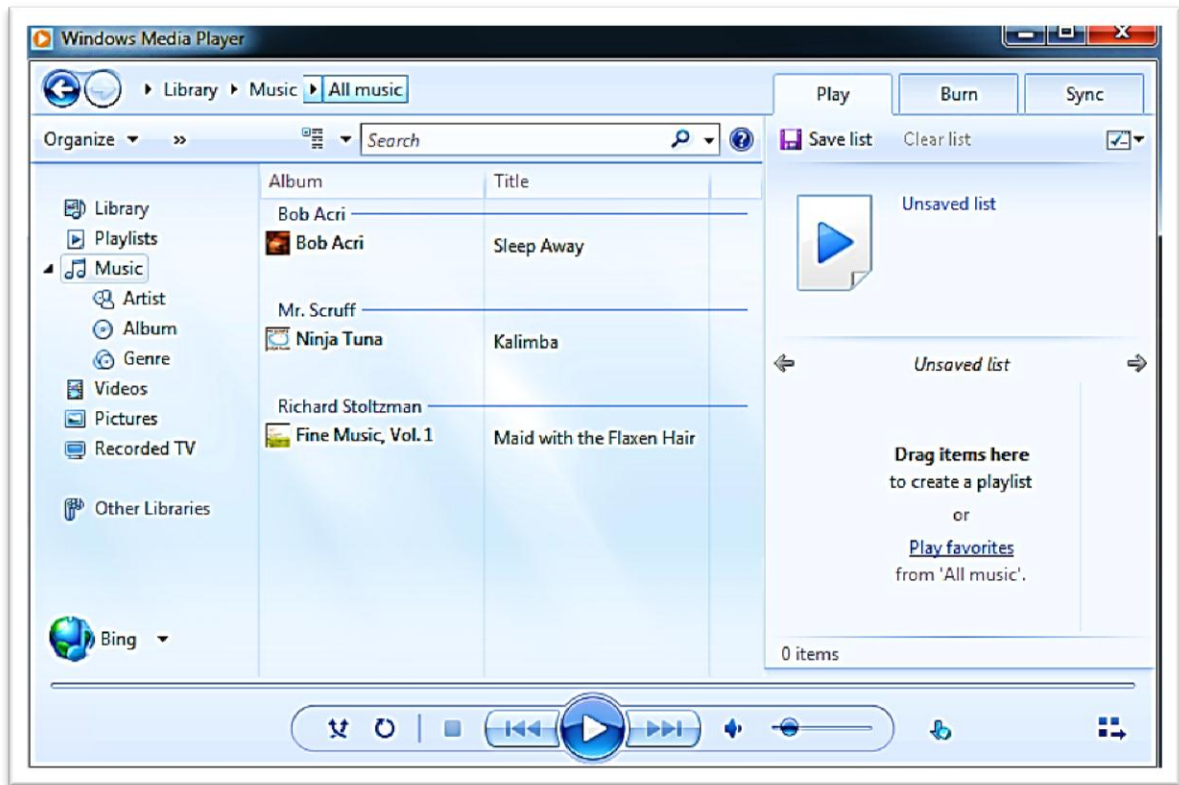 Windows Media Player
Library Music All music
Play Burn Sync
Organize » Search
Save list Clear list
Album Title
Library
Playlists
Music
Artist
Album
Genre
Videos
Pictures
Recorded TV
Other Libraries
Bing
Bob Acri
Bob Acri Sleep Away
Mr. Scruff
Ninja Tuna Kalimba
Richard Stoltzman
Fine Music, Vol. 1 Maid with the Flaxen Hair
Unsaved list
Unsaved list
Drag items here
to create a playlist
or
Play favorites
from 'All music'.
0 items